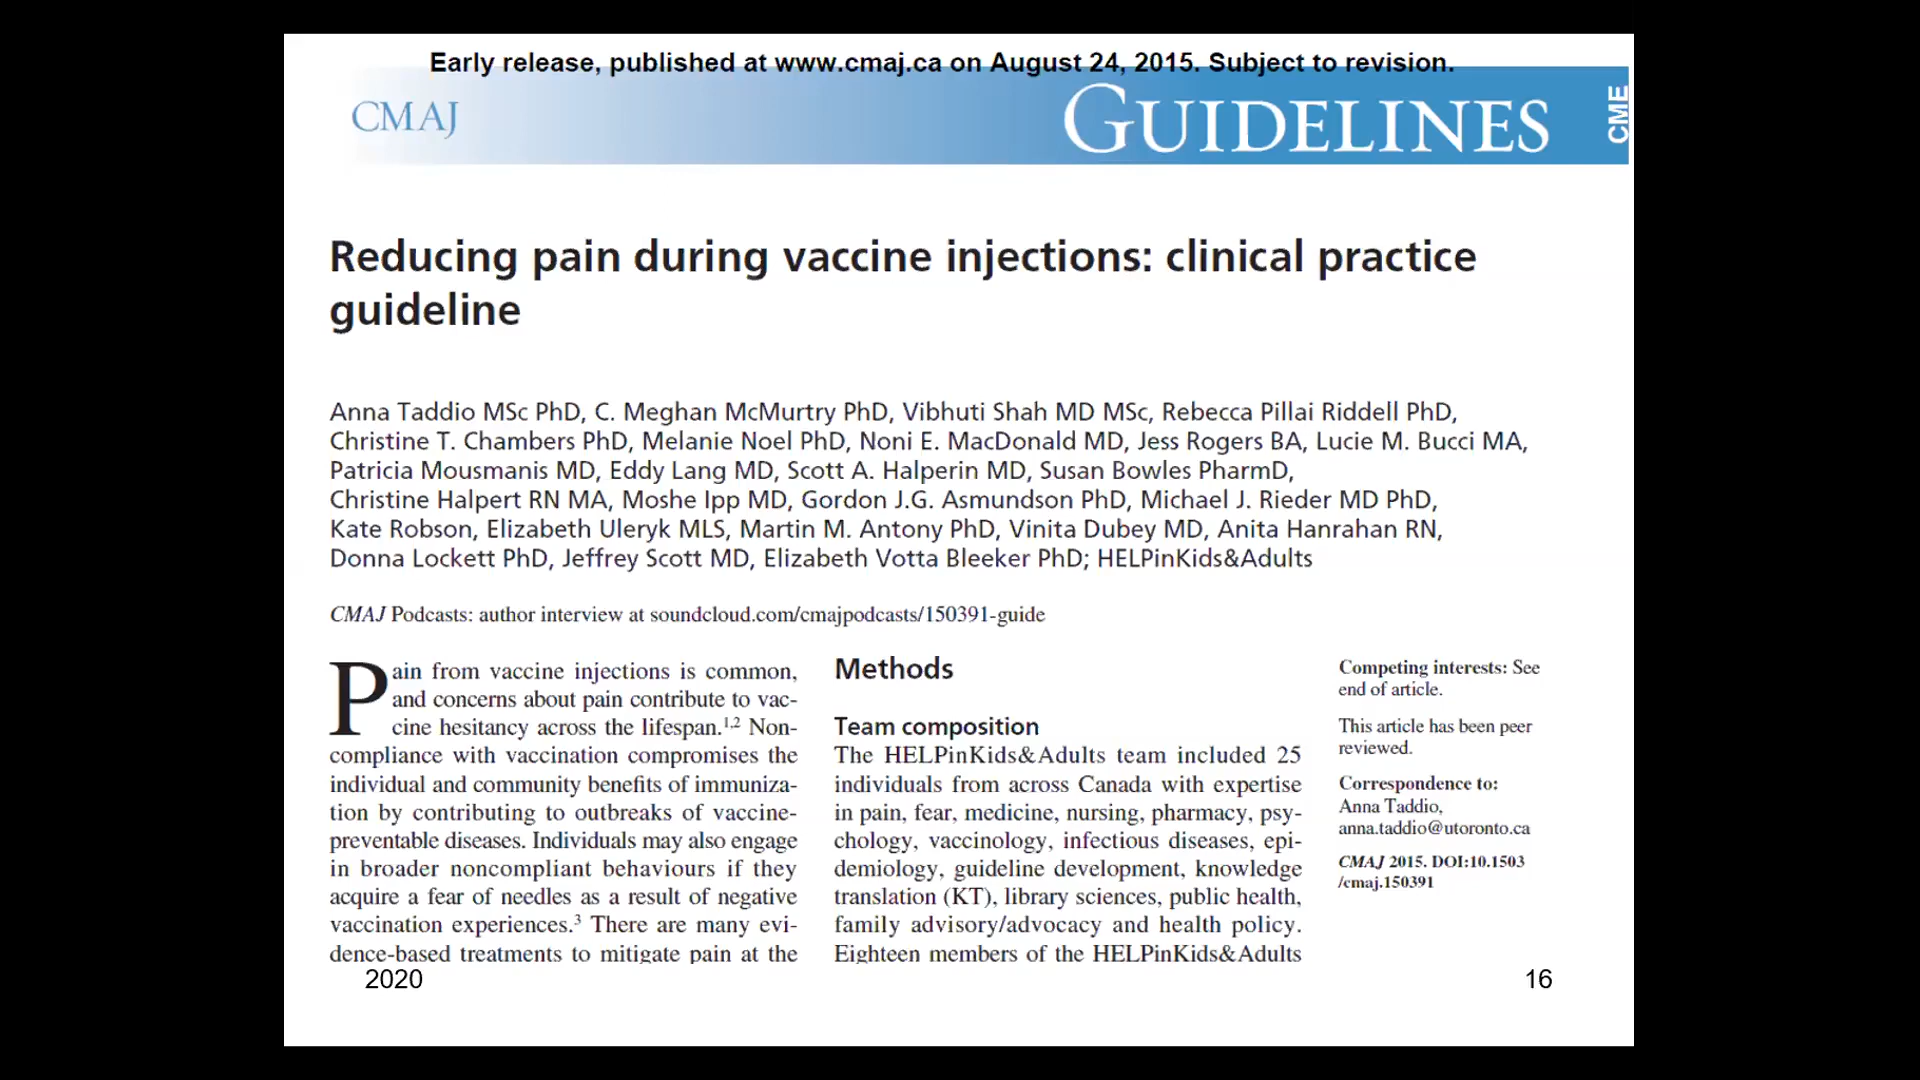 Early release, published at www.cmaj.ca on August 24, 2015. Subject to revision.
CMAJ
GUIDELINES
CME
Reducing pain during vaccine injections: clinical practice
guideline
Anna Taddio MSc PhD, C. Meghan McMurtry PhD, Vibhuti Shah MD MSc, Rebecca Pillai Riddell PhD,
Christine T. Chambers PhD, Melanie Noel PhD, Noni E. MacDonald MD, Jess Rogers BA, Lucie M. Bucci MA,
Patricia Mousmanis MD, Eddy Lang MD, Scott A. Halperin MD, Susan Bowles PharmD,
Christine Halpert RN MA, Moshe Ipp MD, Gordon J.G. Asmundson PhD, Michael J. Rieder MD PhD,
Kate Robson, Elizabeth Uleryk MLS, Martin M. Antony PhD, Vinita Dubey MD, Anita Hanrahan RN,
Donna Lockett PhD, Jeffrey Scott MD, Elizabeth Votta Bleeker PhD; HELPinKids&Adults
CMAJ Podcasts: author interview at soundcloud.com/cmajpodcasts/150391-guide
Pain from vaccine injections is common,
and concerns about pain contribute to vac-
cine hesitancy across the lifespan.1,2 Non-
compliance with vaccination compromises the
individual and community benefits of immuniza-
tion by contributing to outbreaks of vaccine-
preventable diseases. Individuals may also engage
in broader noncompliant behaviours if they
acquire a fear of needles as a result of negative
vaccination experiences.3 There are many evi-
dence-based treatments to mitigate pain at the
Methods
Team composition
The HELPinKids&Adults team included 25
individuals from across Canada with expertise
in pain, fear, medicine, nursing, pharmacy, psy-
chology, vaccinology, infectious diseases, epi-
demiology, guideline development, knowledge
translation (KT), library sciences, public health,
family advisory/advocacy and health policy.
Eighteen members of the HELPinKids&Adults
Competing interests: See
end of article.
This article has been peer
reviewed.
Correspondence to:
Anna Taddio,
anna.taddio@utoronto.ca
CMAJ 2015. DOI:10.1503
/cmaj.150391
2020
16